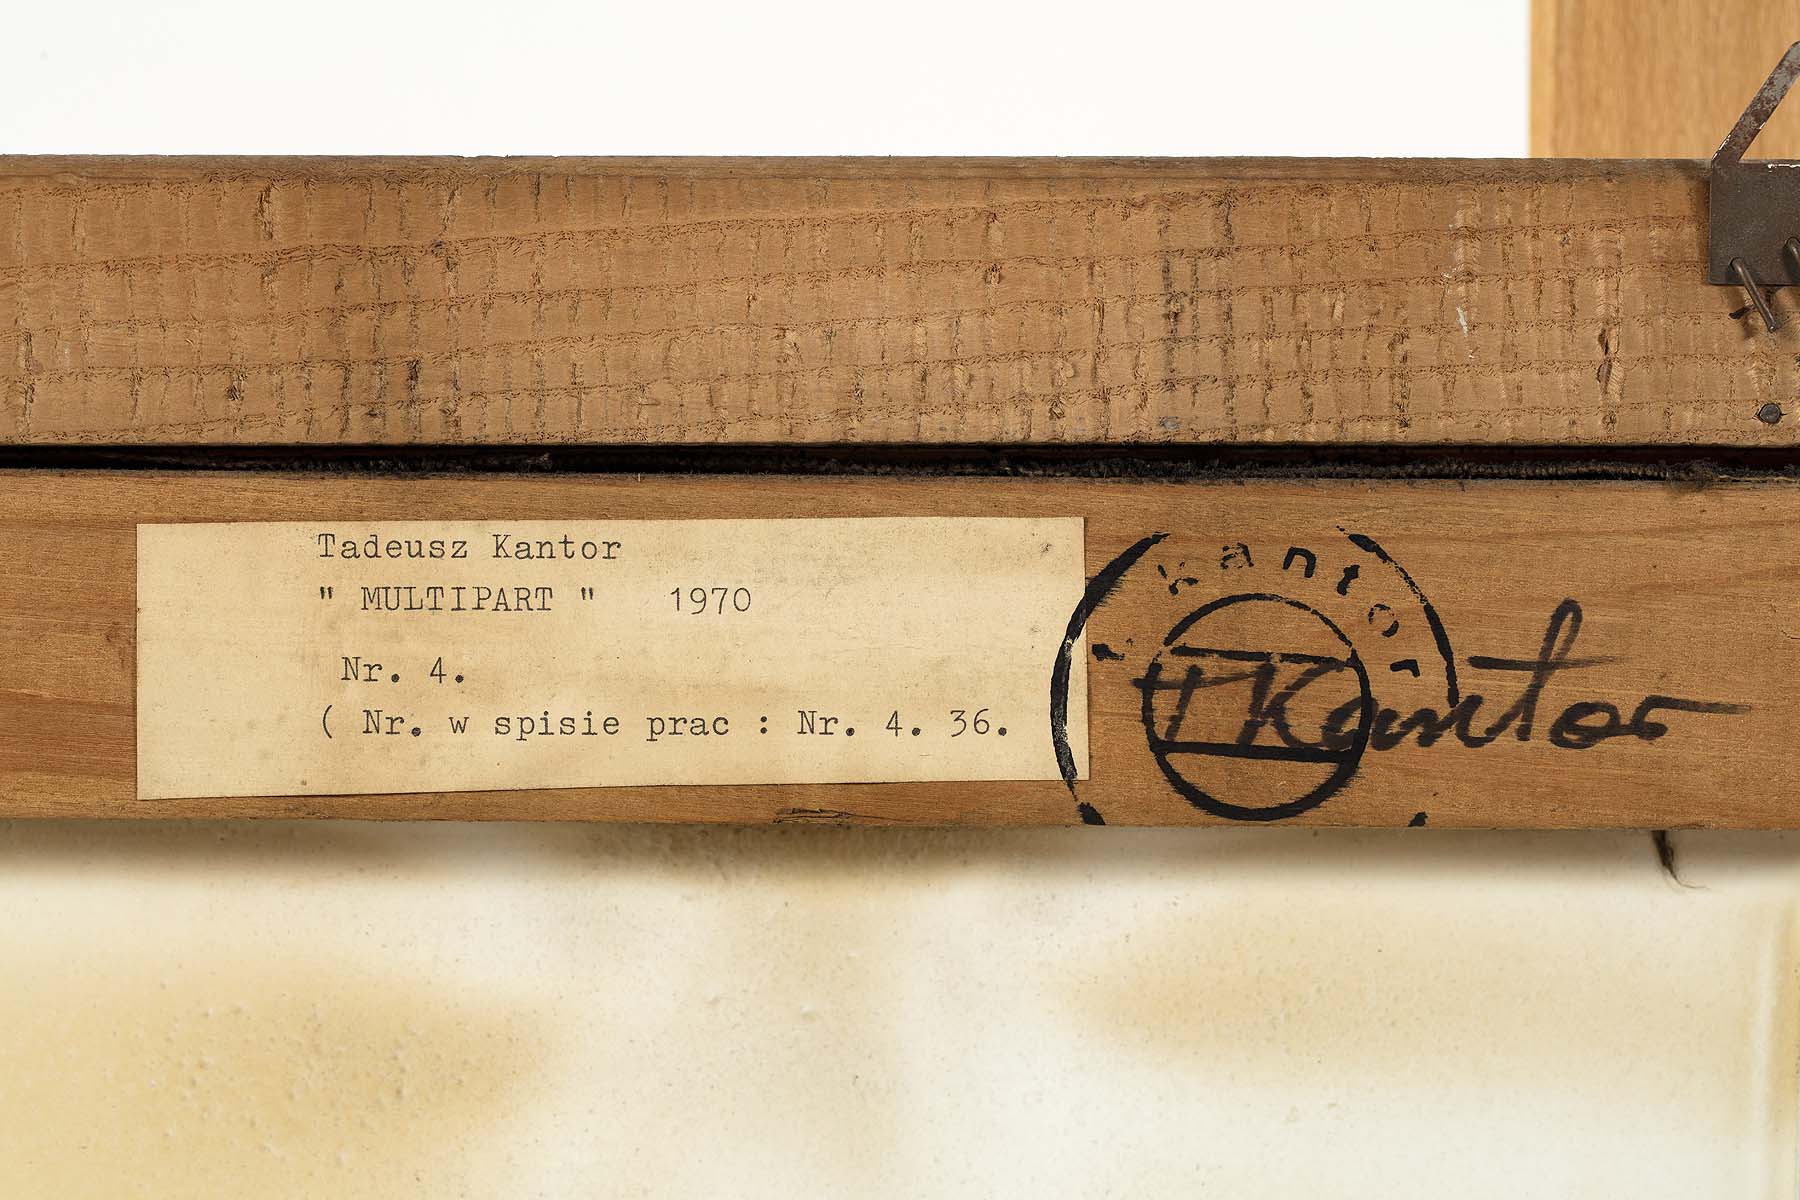 Tadeusz Kantor
" MULTIPART "   1970
Nr. 4.
( Nr. w spisie prac : Nr. 4. 36.
t kantor
T Kantor